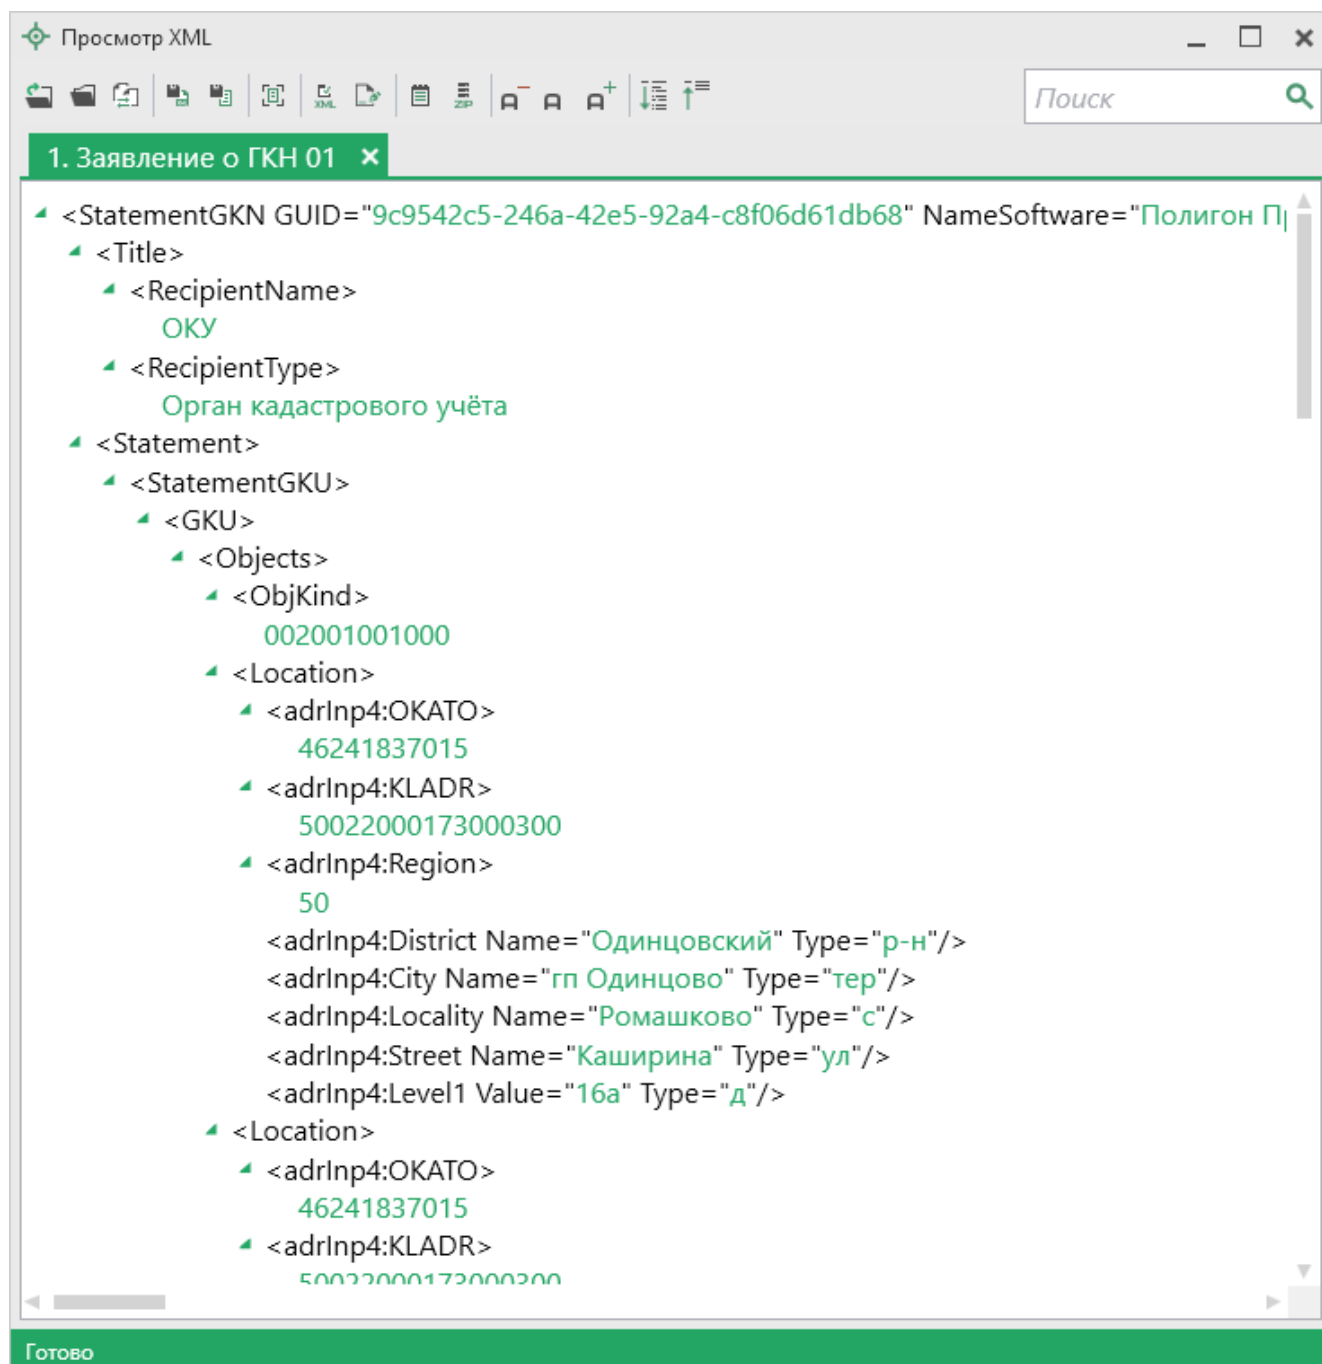 Просмотр XML
Поиск
1. Заявление о ГКН 01
<StatementGKN GUID="9c9542c5-246a-42e5-92a4-c8f06d61db68" NameSoftware="Полигон
<Title>
<RecipientName>
ОКУ
<RecipientType>
Орган кадастрового учёта
<Statement>
<StatementGKU>
<GKU>
<Objects>
<ObjKind>
002001001000
<Location>
<adrInp4:OKATO>
46241837015
<adrInp4:KLADR>
50022000173000300
<adrInp4:Region>
50
<adrInp4:District Name="Одинцовский" Type="р-н"/>
<adrInp4:City Name="гп Одинцово" Type="тер"/>
<adrInp4:Locality Name="Ромашково" Type="с"/>
<adrInp4:Street Name="Каширина" Type="ул"/>
<adrInp4:Level1 Value="16а" Type="д"/>
<Location>
<adrInp4:OKATO>
46241837015
<adrInp4:KLADR>
50022000173000300
Готово